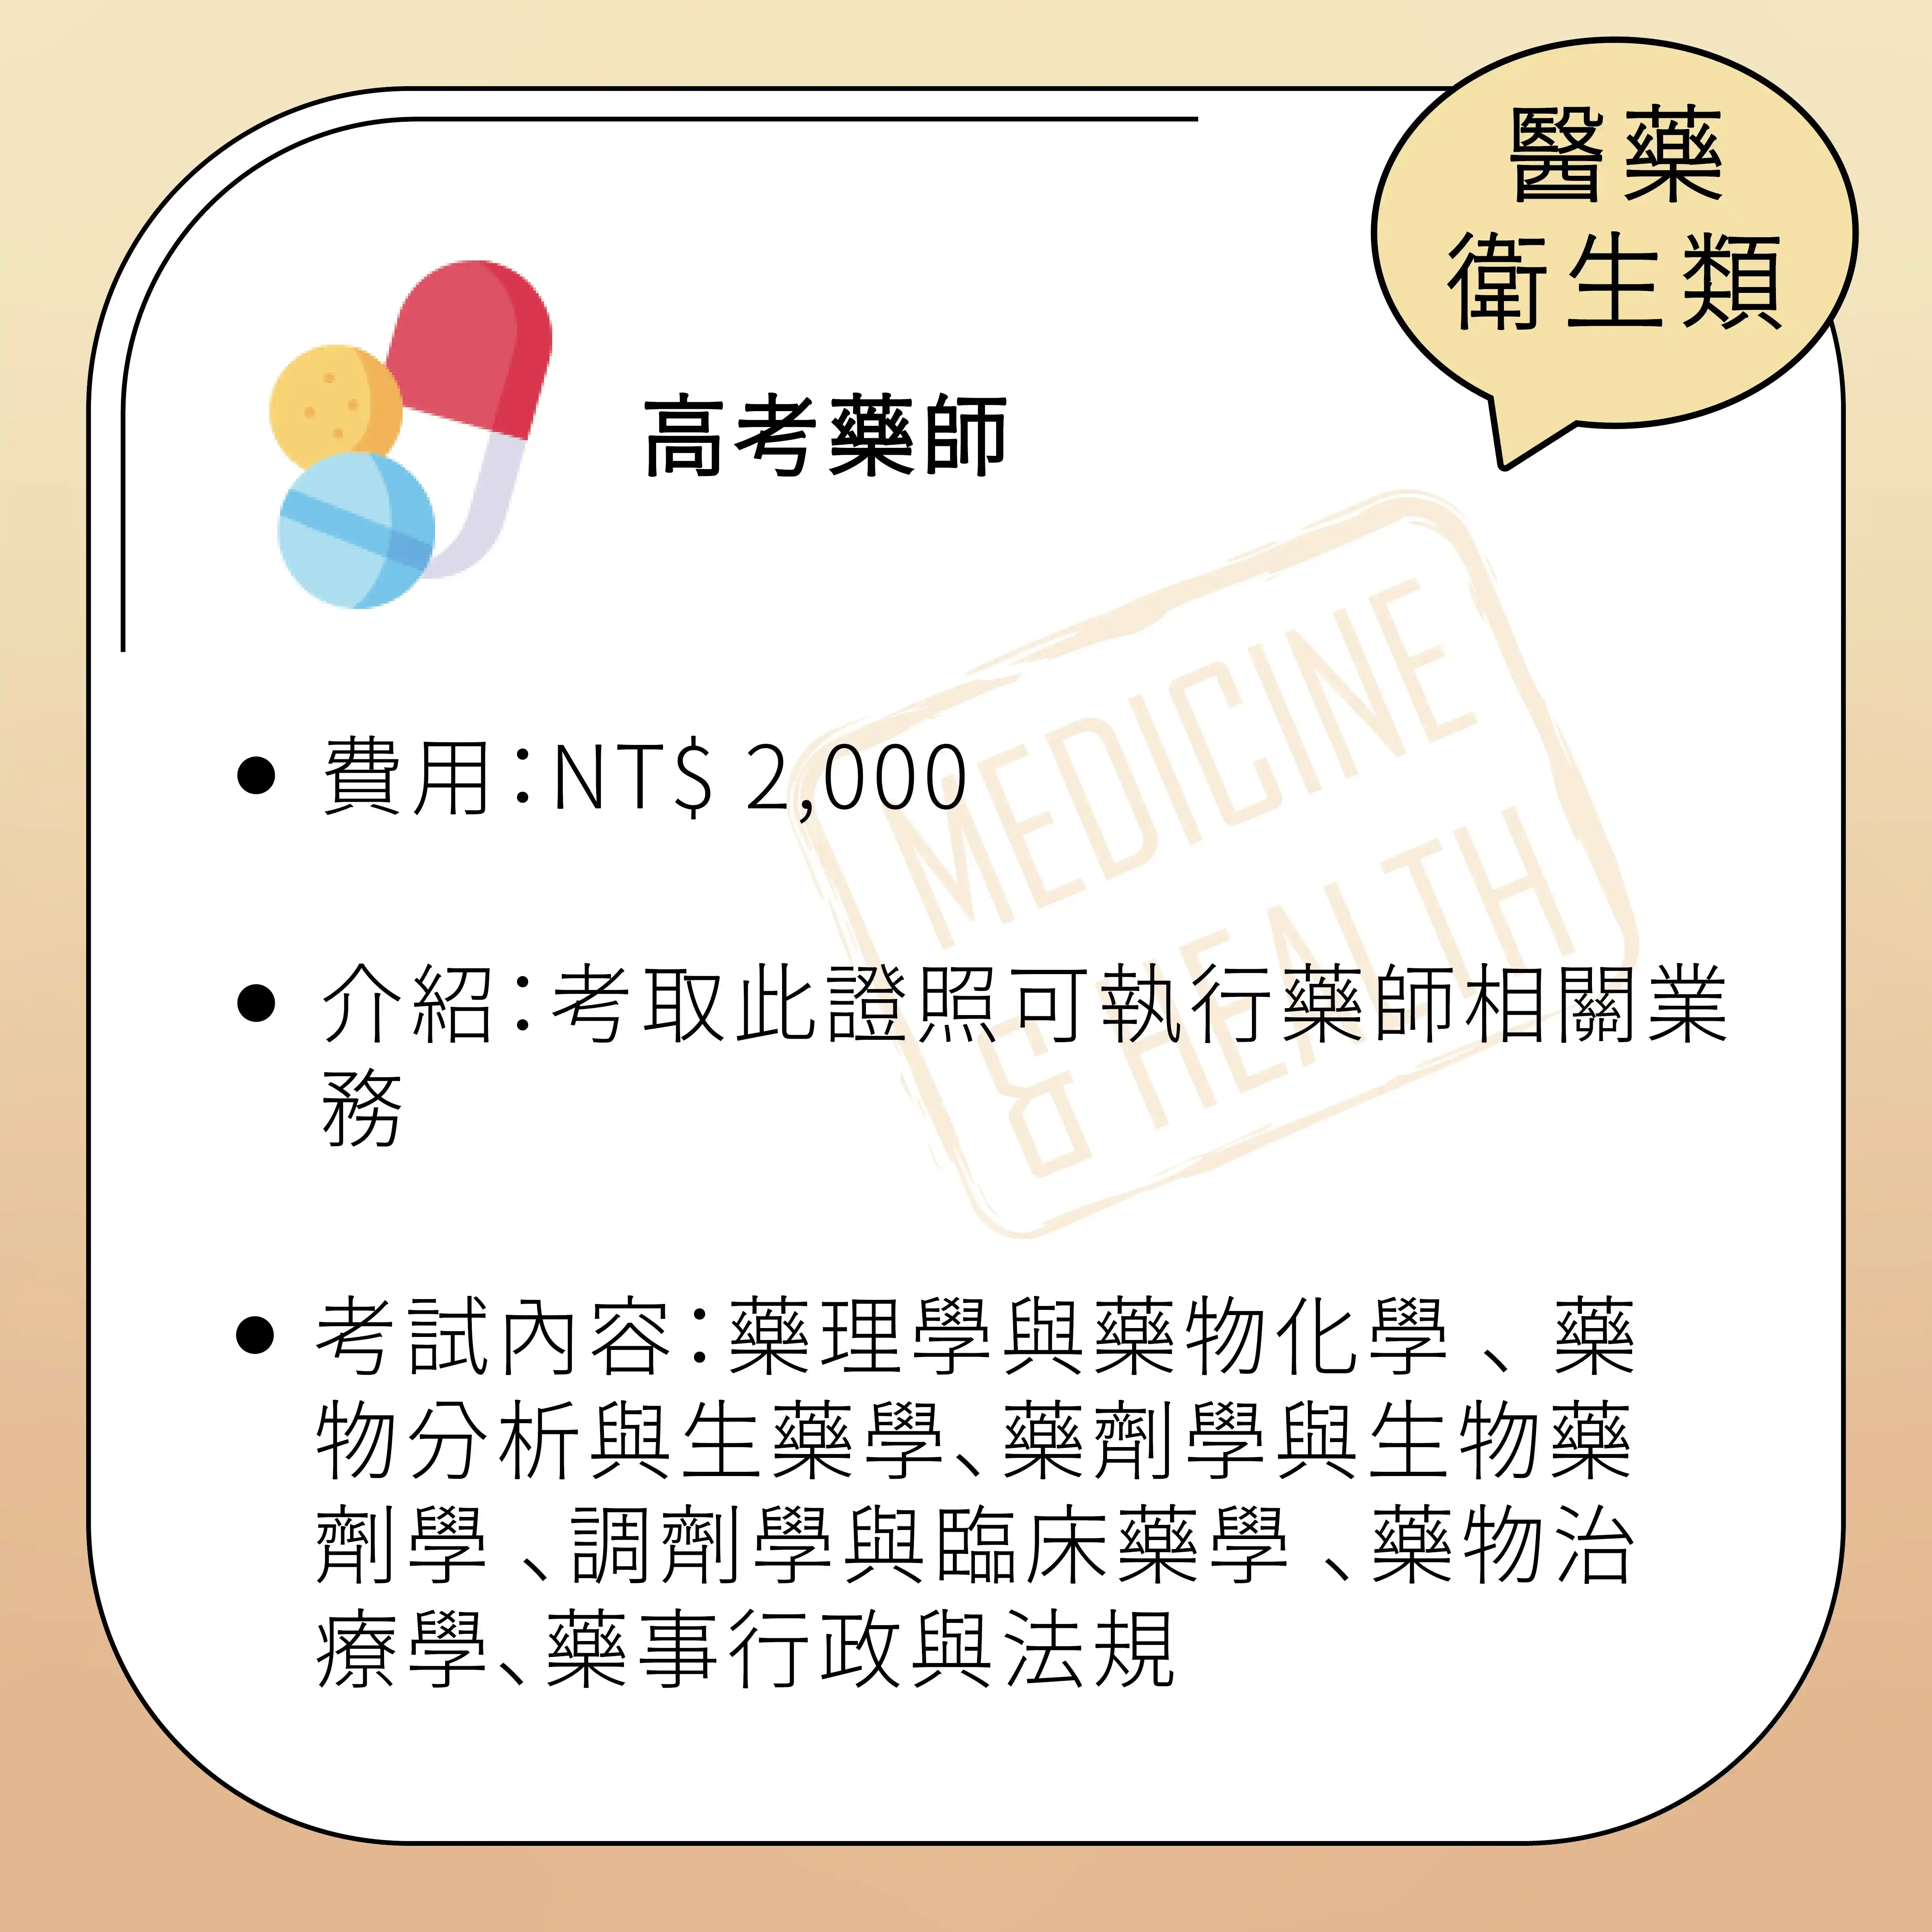 醫藥
衛生類
高考藥師
MEDICINE
& HEALTH
費用：NT$ 2,000
介紹：考取此證照可執行藥師相關業
務
考試內容：藥理學與藥物化學 、藥
物分析與生藥學、藥劑學與生物藥
劑學 、調劑學與臨床藥學 、藥物治
療學、藥事行政與法規